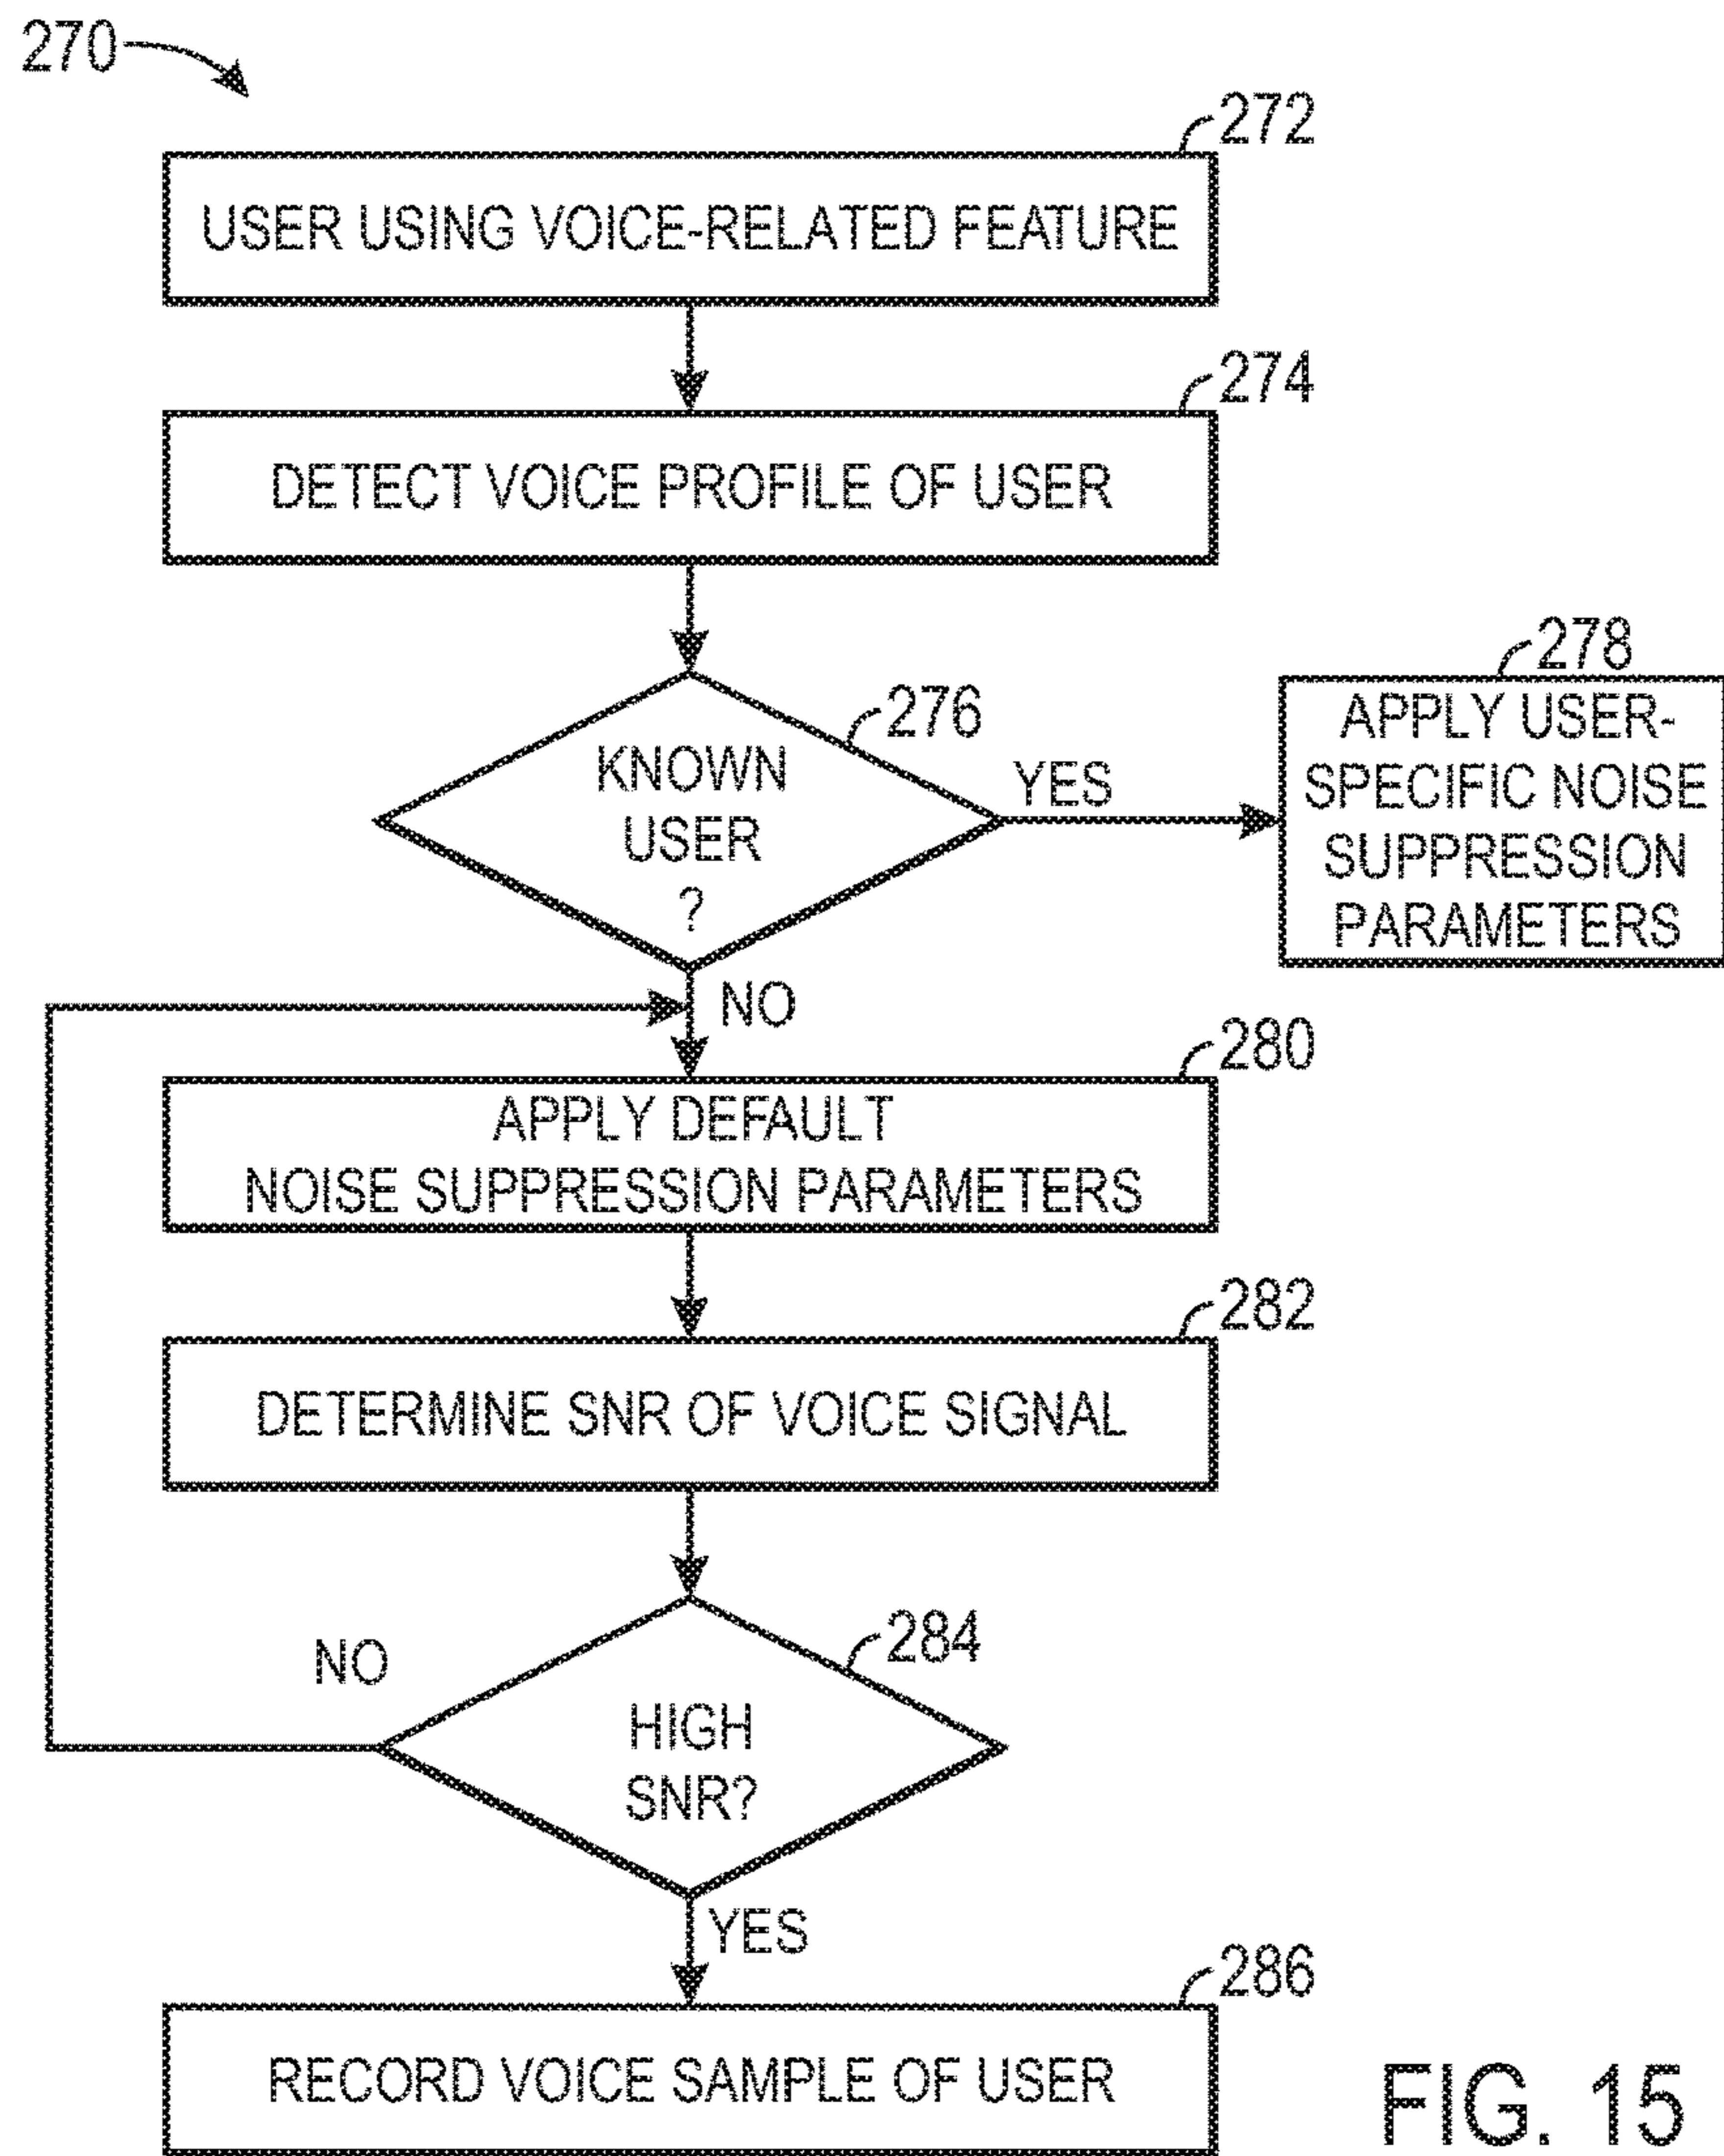 270
272
USER USING VOICE-RELATED FEATURE
274
DETECT VOICE PROFILE OF USER
276
KNOWN
USER
?
YES
278
APPLY USER-
SPECIFIC NOISE
SUPPRESSION
PARAMETERS
NO
280
APPLY DEFAULT
NOISE SUPPRESSION PARAMETERS
282
DETERMINE SNR OF VOICE SIGNAL
284
NO
HIGH
SNR?
YES
286
RECORD VOICE SAMPLE OF USER
FIG. 15